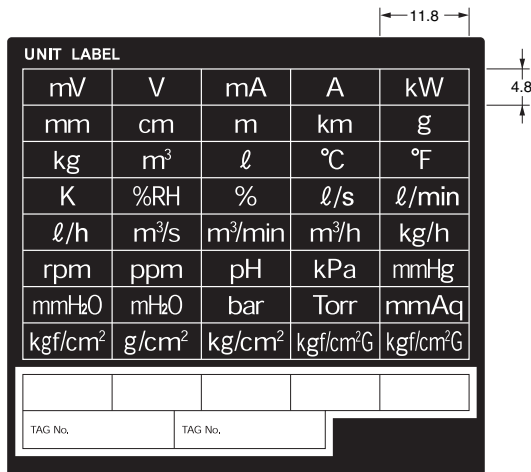 11.8
UNIT LABEL
4.8
mV V mA A kW
mm cm m km g
kg m³ ℓ °C °F
K %RH % ℓ/s ℓ/min
ℓ/h m³/s m³/min m³/h kg/h
rpm ppm pH kPa mmHg
mmH₂O mH₂O bar Torr mmAq
kgf/cm² g/cm² kg/cm² kgf/cm²G kgf/cm²G
TAG No. TAG No.